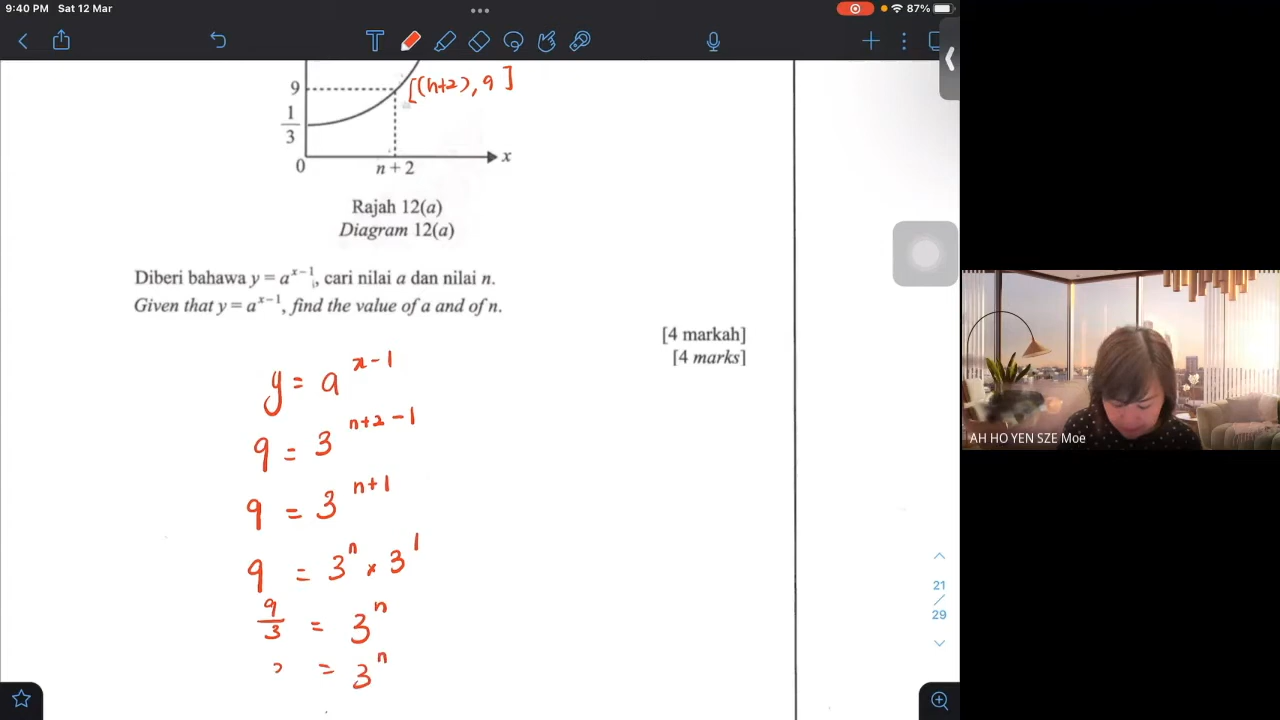 9:40 PM Sat 12 Mar
87%
9
[(n+2), 9]
1
3
0
n + 2
x
Rajah 12(a)
Diagram 12(a)
Diberi bahawa y = a^{x-1}, cari nilai a dan nilai n.
Given that y = a^{x-1}, find the value of a and of n.
[4 markah]
[4 marks]
y = a^{x-1}
9 = 3^{n+2-1}
9 = 3^{n+1}
9 = 3^n × 3^1
9/3 = 3^n
= 3^n
21
/
29
AH HO YEN SZE Moe